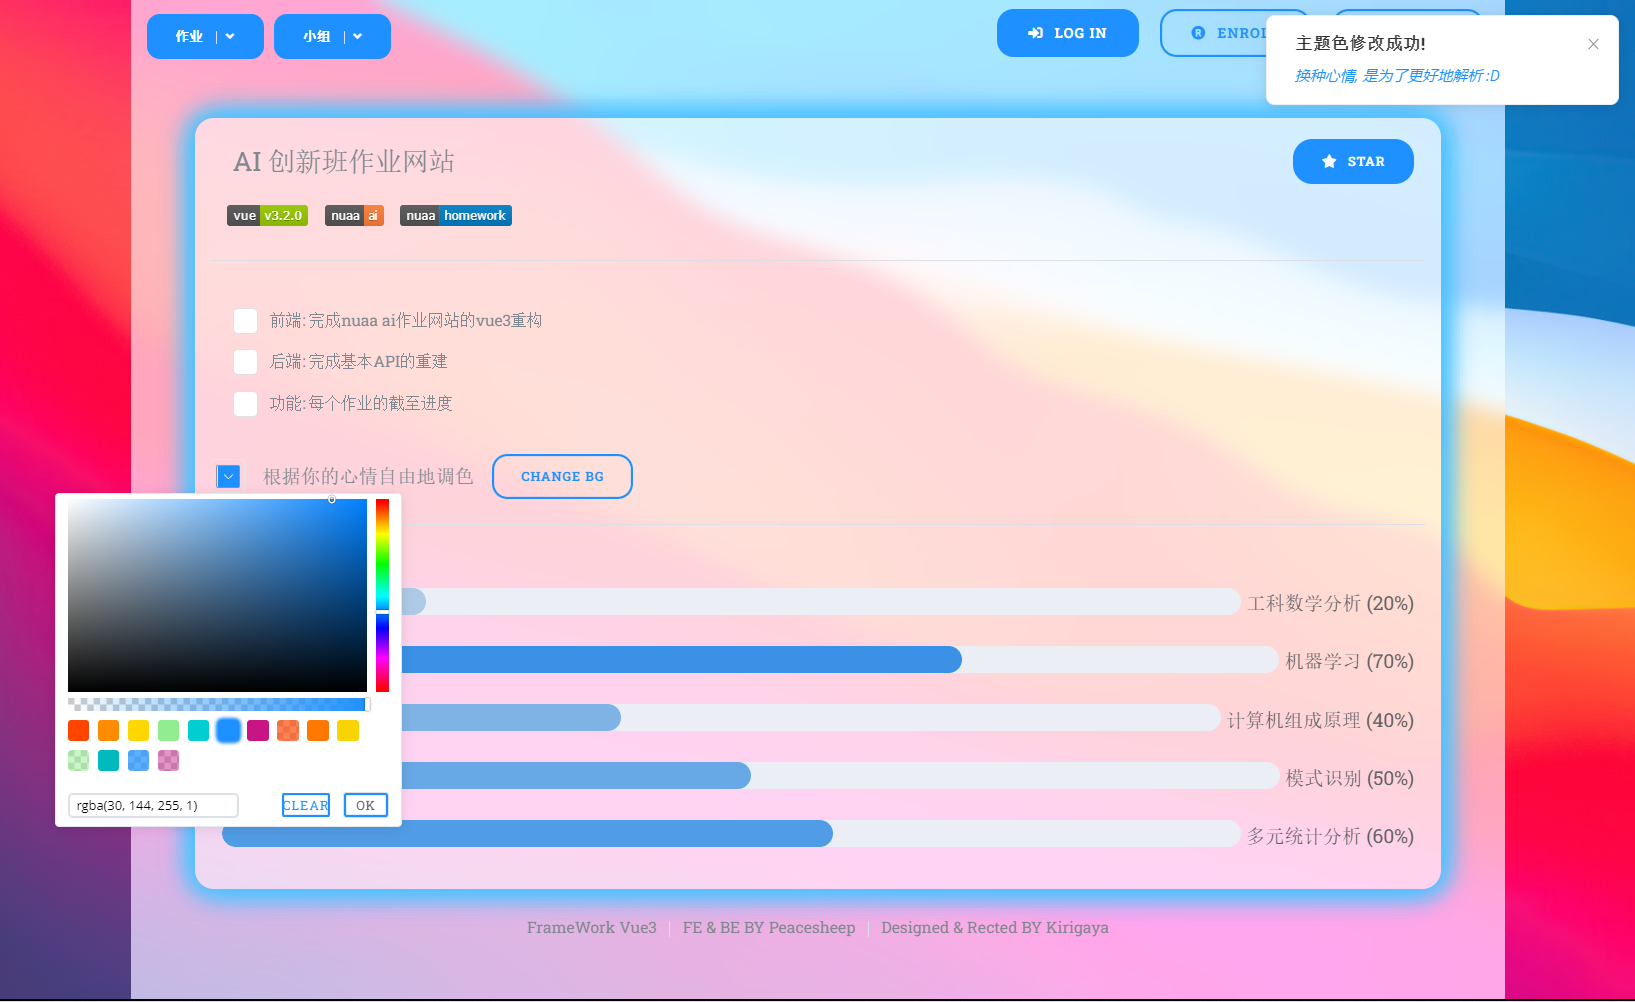 作业
小组
LOG IN
ENROL
主题色修改成功!
换种心情, 是为了更好地解析 :D
AI 创新班作业网站
STAR
vue v3.2.0
nuaa ai
nuaa homework
前端: 完成nuaa ai作业网站的vue3重构
后端: 完成基本API的重建
功能: 每个作业的截至进度
根据你的心情自由地调色
CHANGE BG
工科数学分析 (20%)
机器学习 (70%)
计算机组成原理 (40%)
模式识别 (50%)
多元统计分析 (60%)
rgba(30, 144, 255, 1)
CLEAR
OK
FrameWork Vue3 | FE & BE BY Peacesheep | Designed & Rected BY Kirigaya